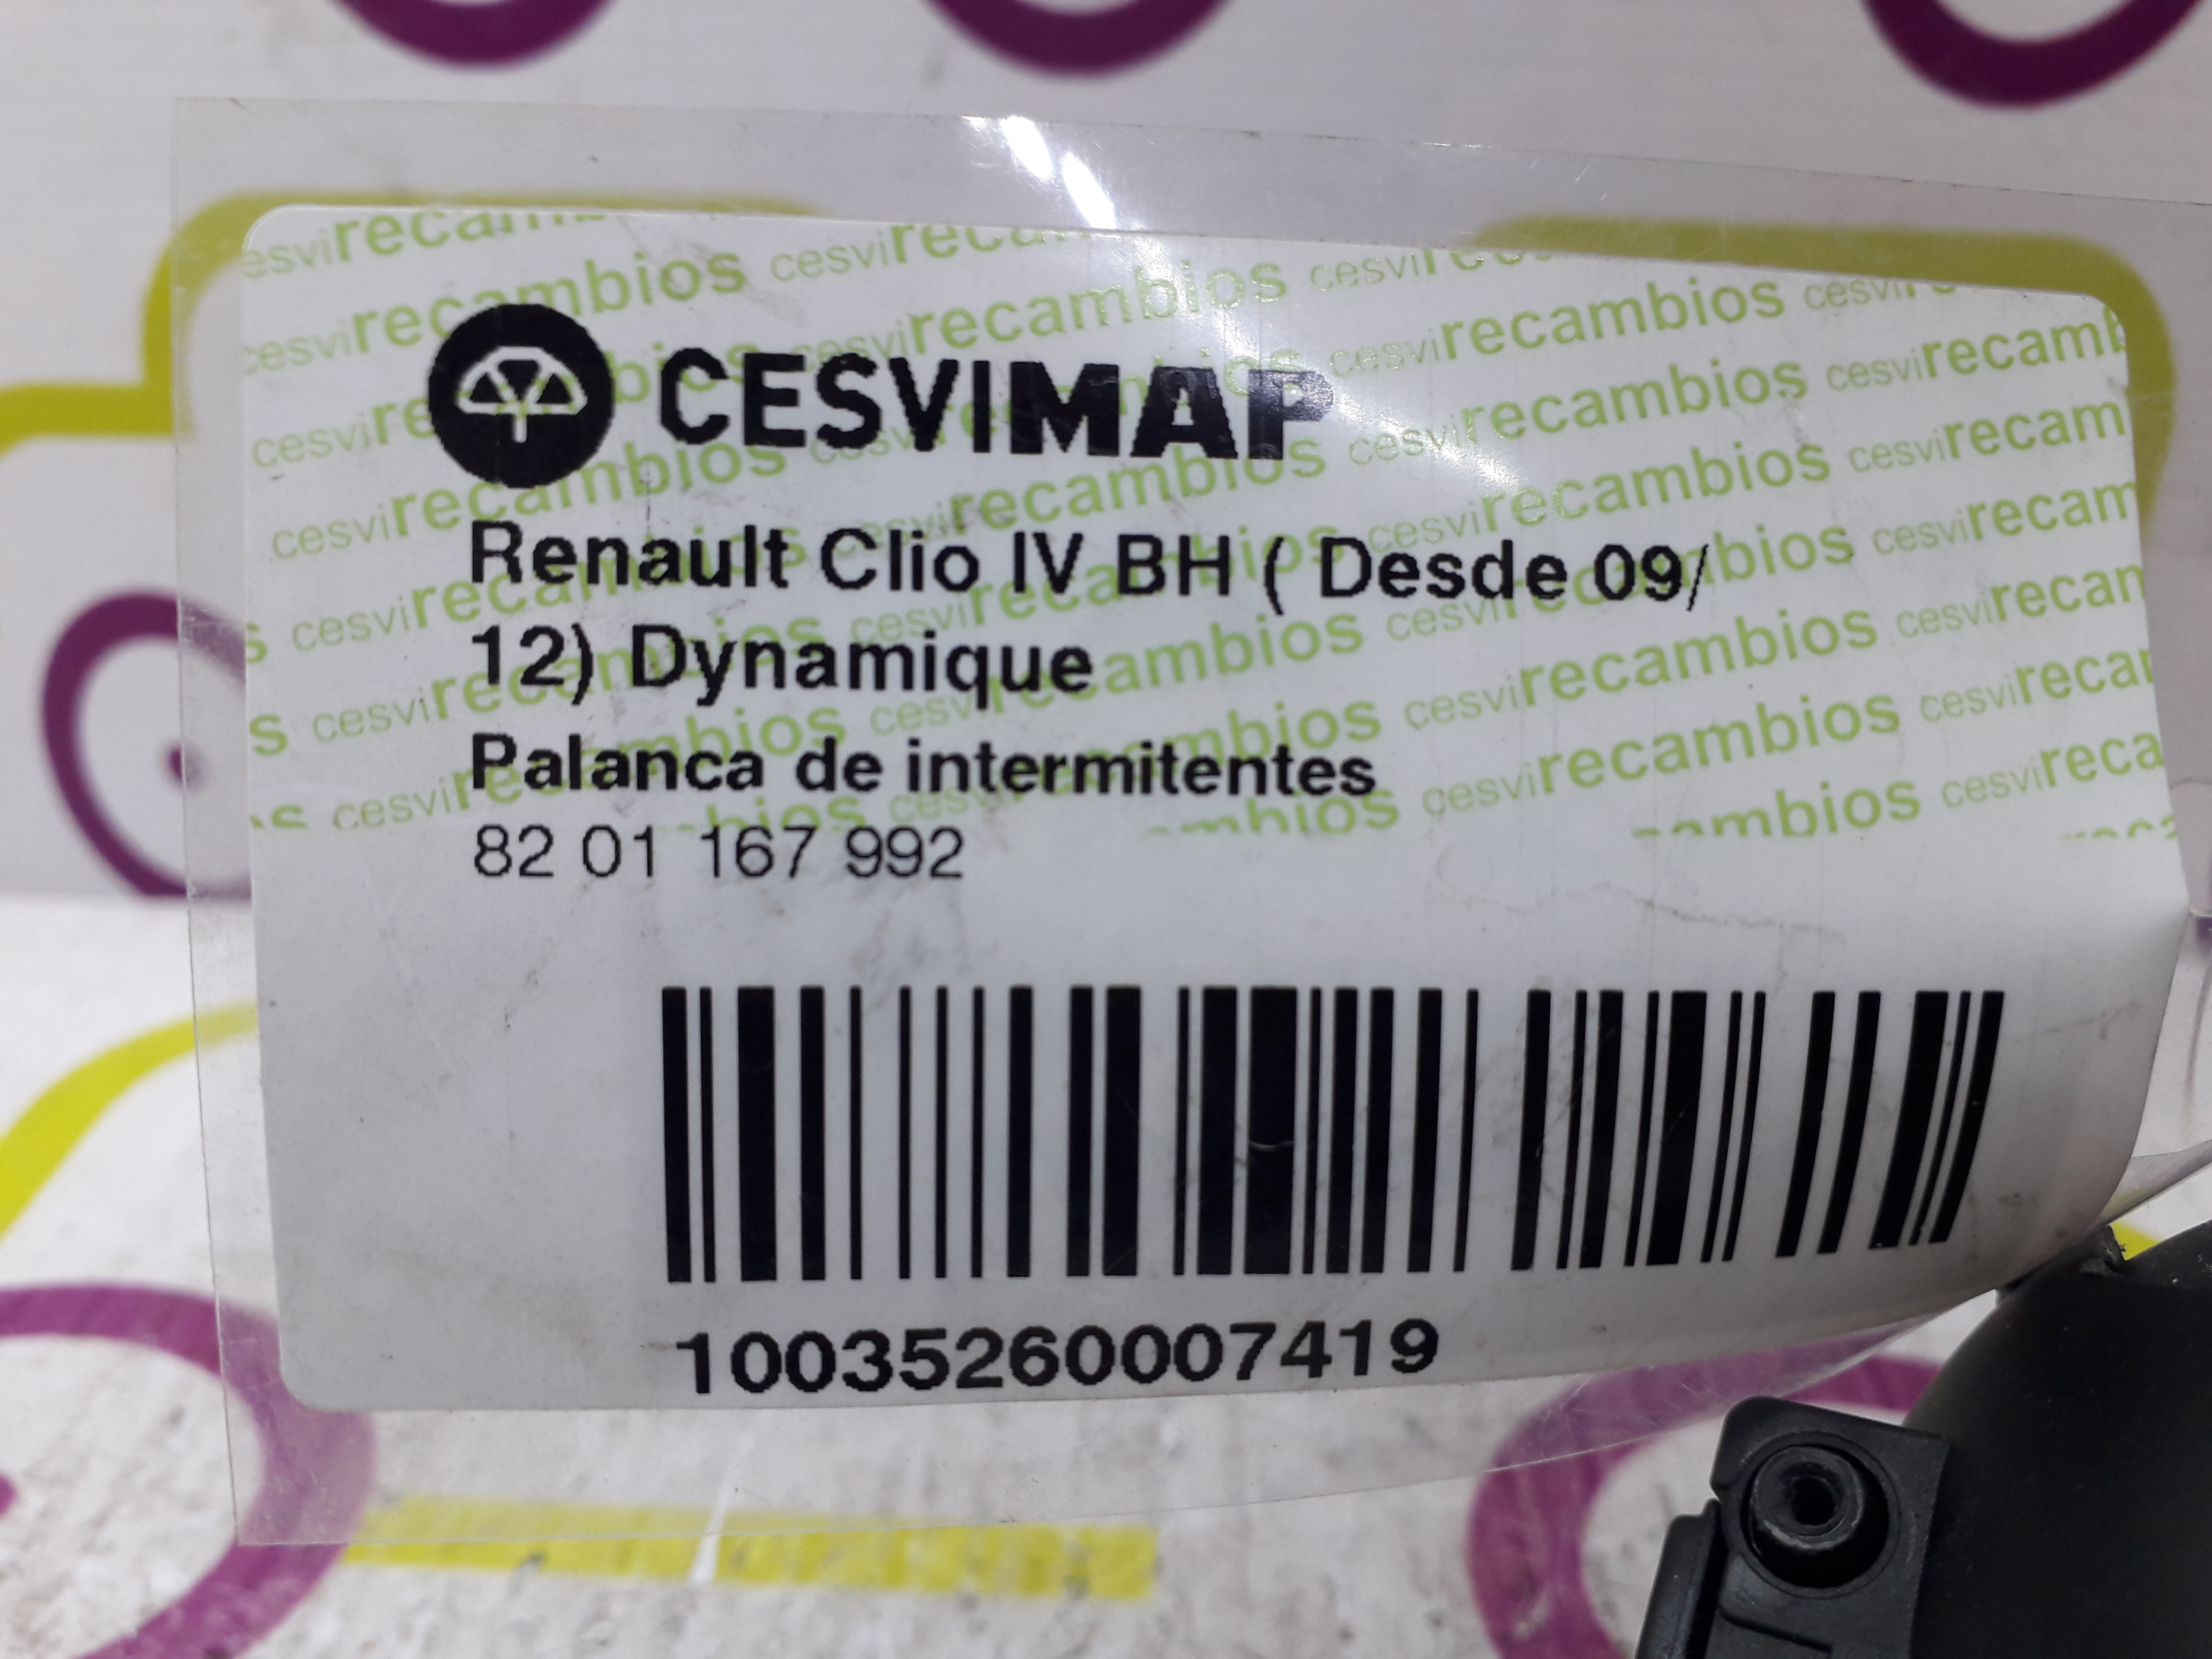 CESVIMAP
Renault Clio IV BH ( Desde 09/
12) Dynamique
Palanca de intermitentes
82 01 167 992
10035260007419